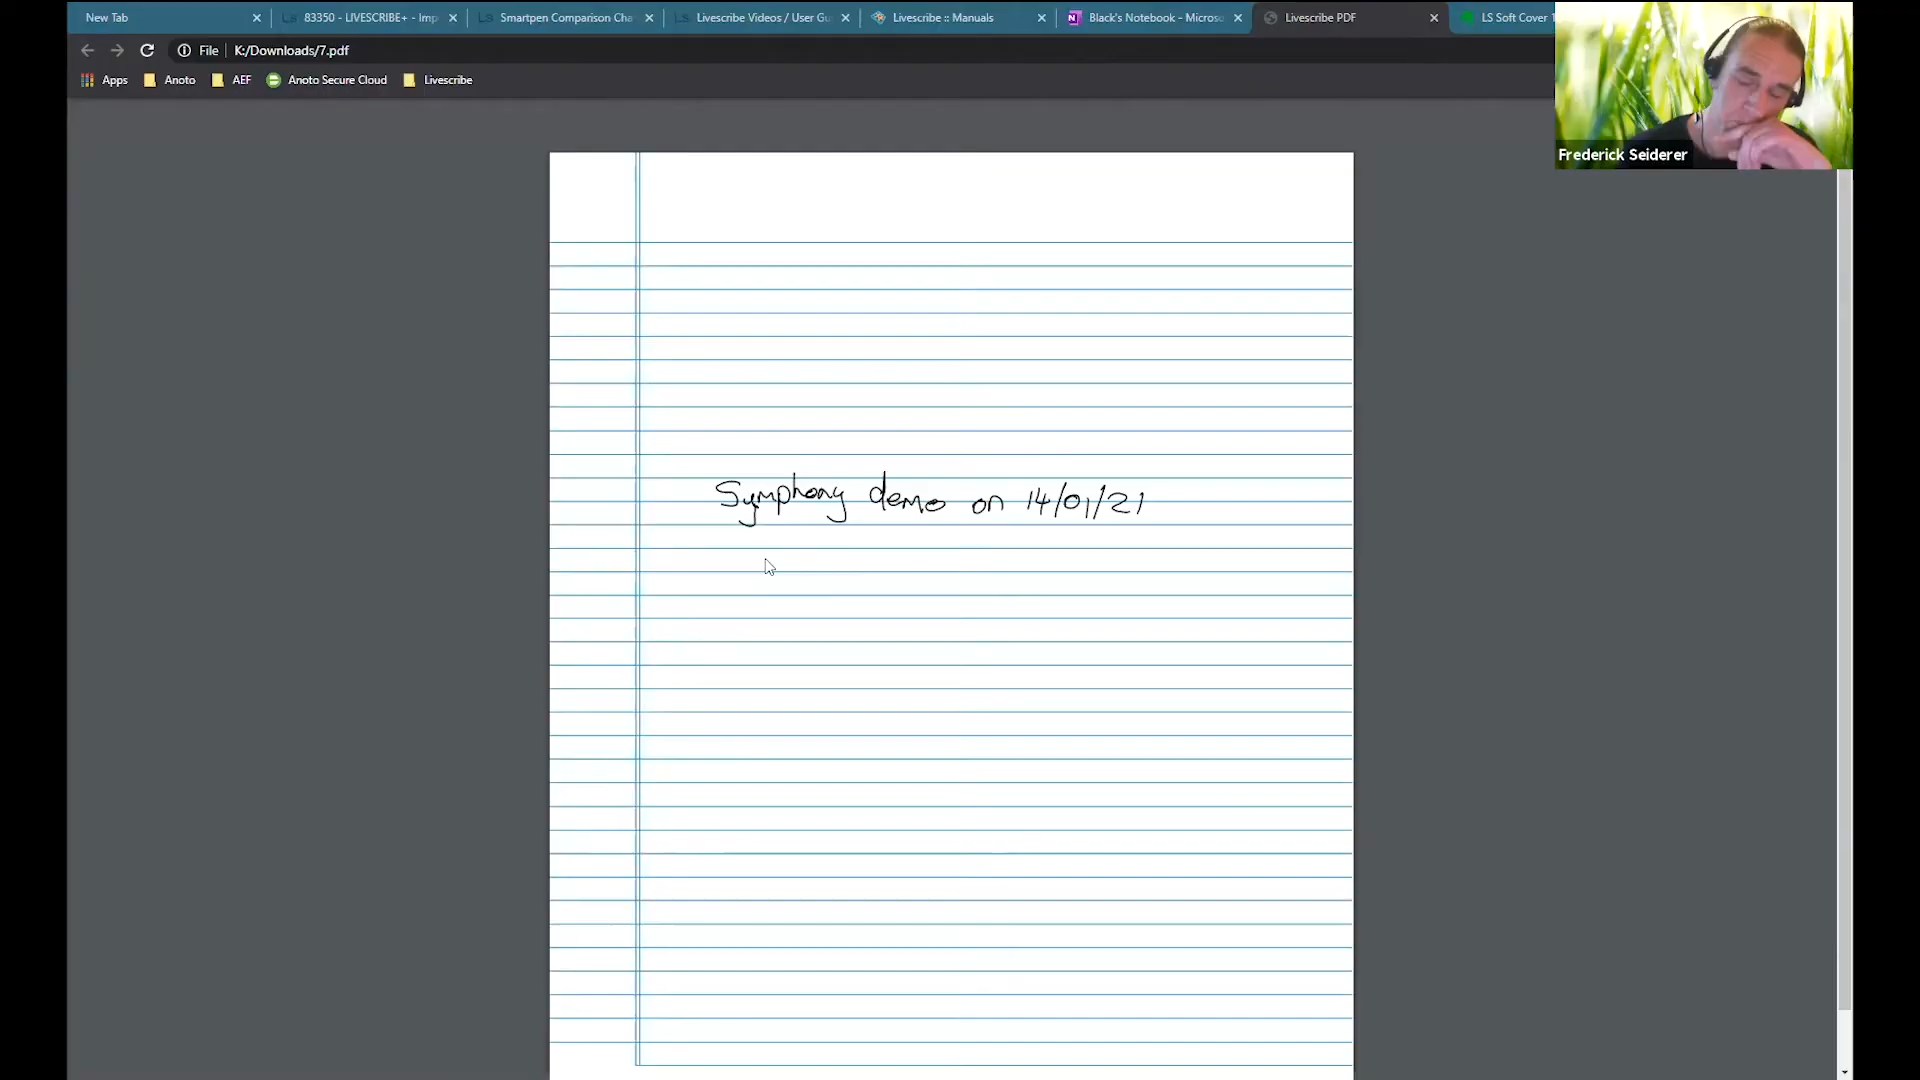 New Tab
83350 - LIVESCRIBE+ - Imp
Smartpen Comparison Cha
Livescribe Videos / User Gu
Livescribe :: Manuals
Black's Notebook - Microso
Livescribe PDF
LS Soft Cover
File
K:/Downloads/7.pdf
Apps
Anoto
AEF
Anoto Secure Cloud
Livescribe
Frederick Seiderer
Symphony demo on 14/01/21